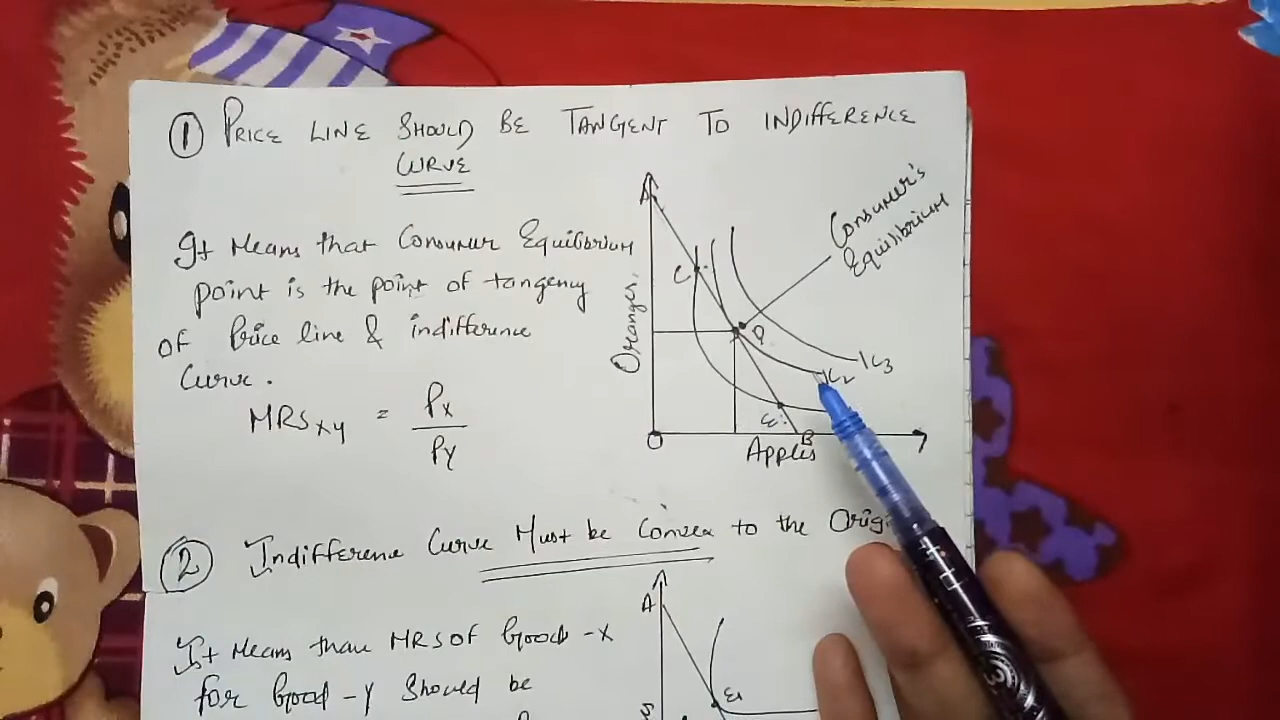 ① PRICE LINE SHOULD BE TANGENT TO INDIFFERENCE
CURVE
It Means that Consumer Equilibrium
point is the point of tangency
of Price line & indifference
Curve.
MRSxy = Px
Py
A
C
Oranges.
O
Apples
B
E
IC2
IC3
Consumer's
Equilibrium
② Indifference Curve Must be Convex to the
It Means than MRS OF Good -X
for Good -Y Should be
A
E1